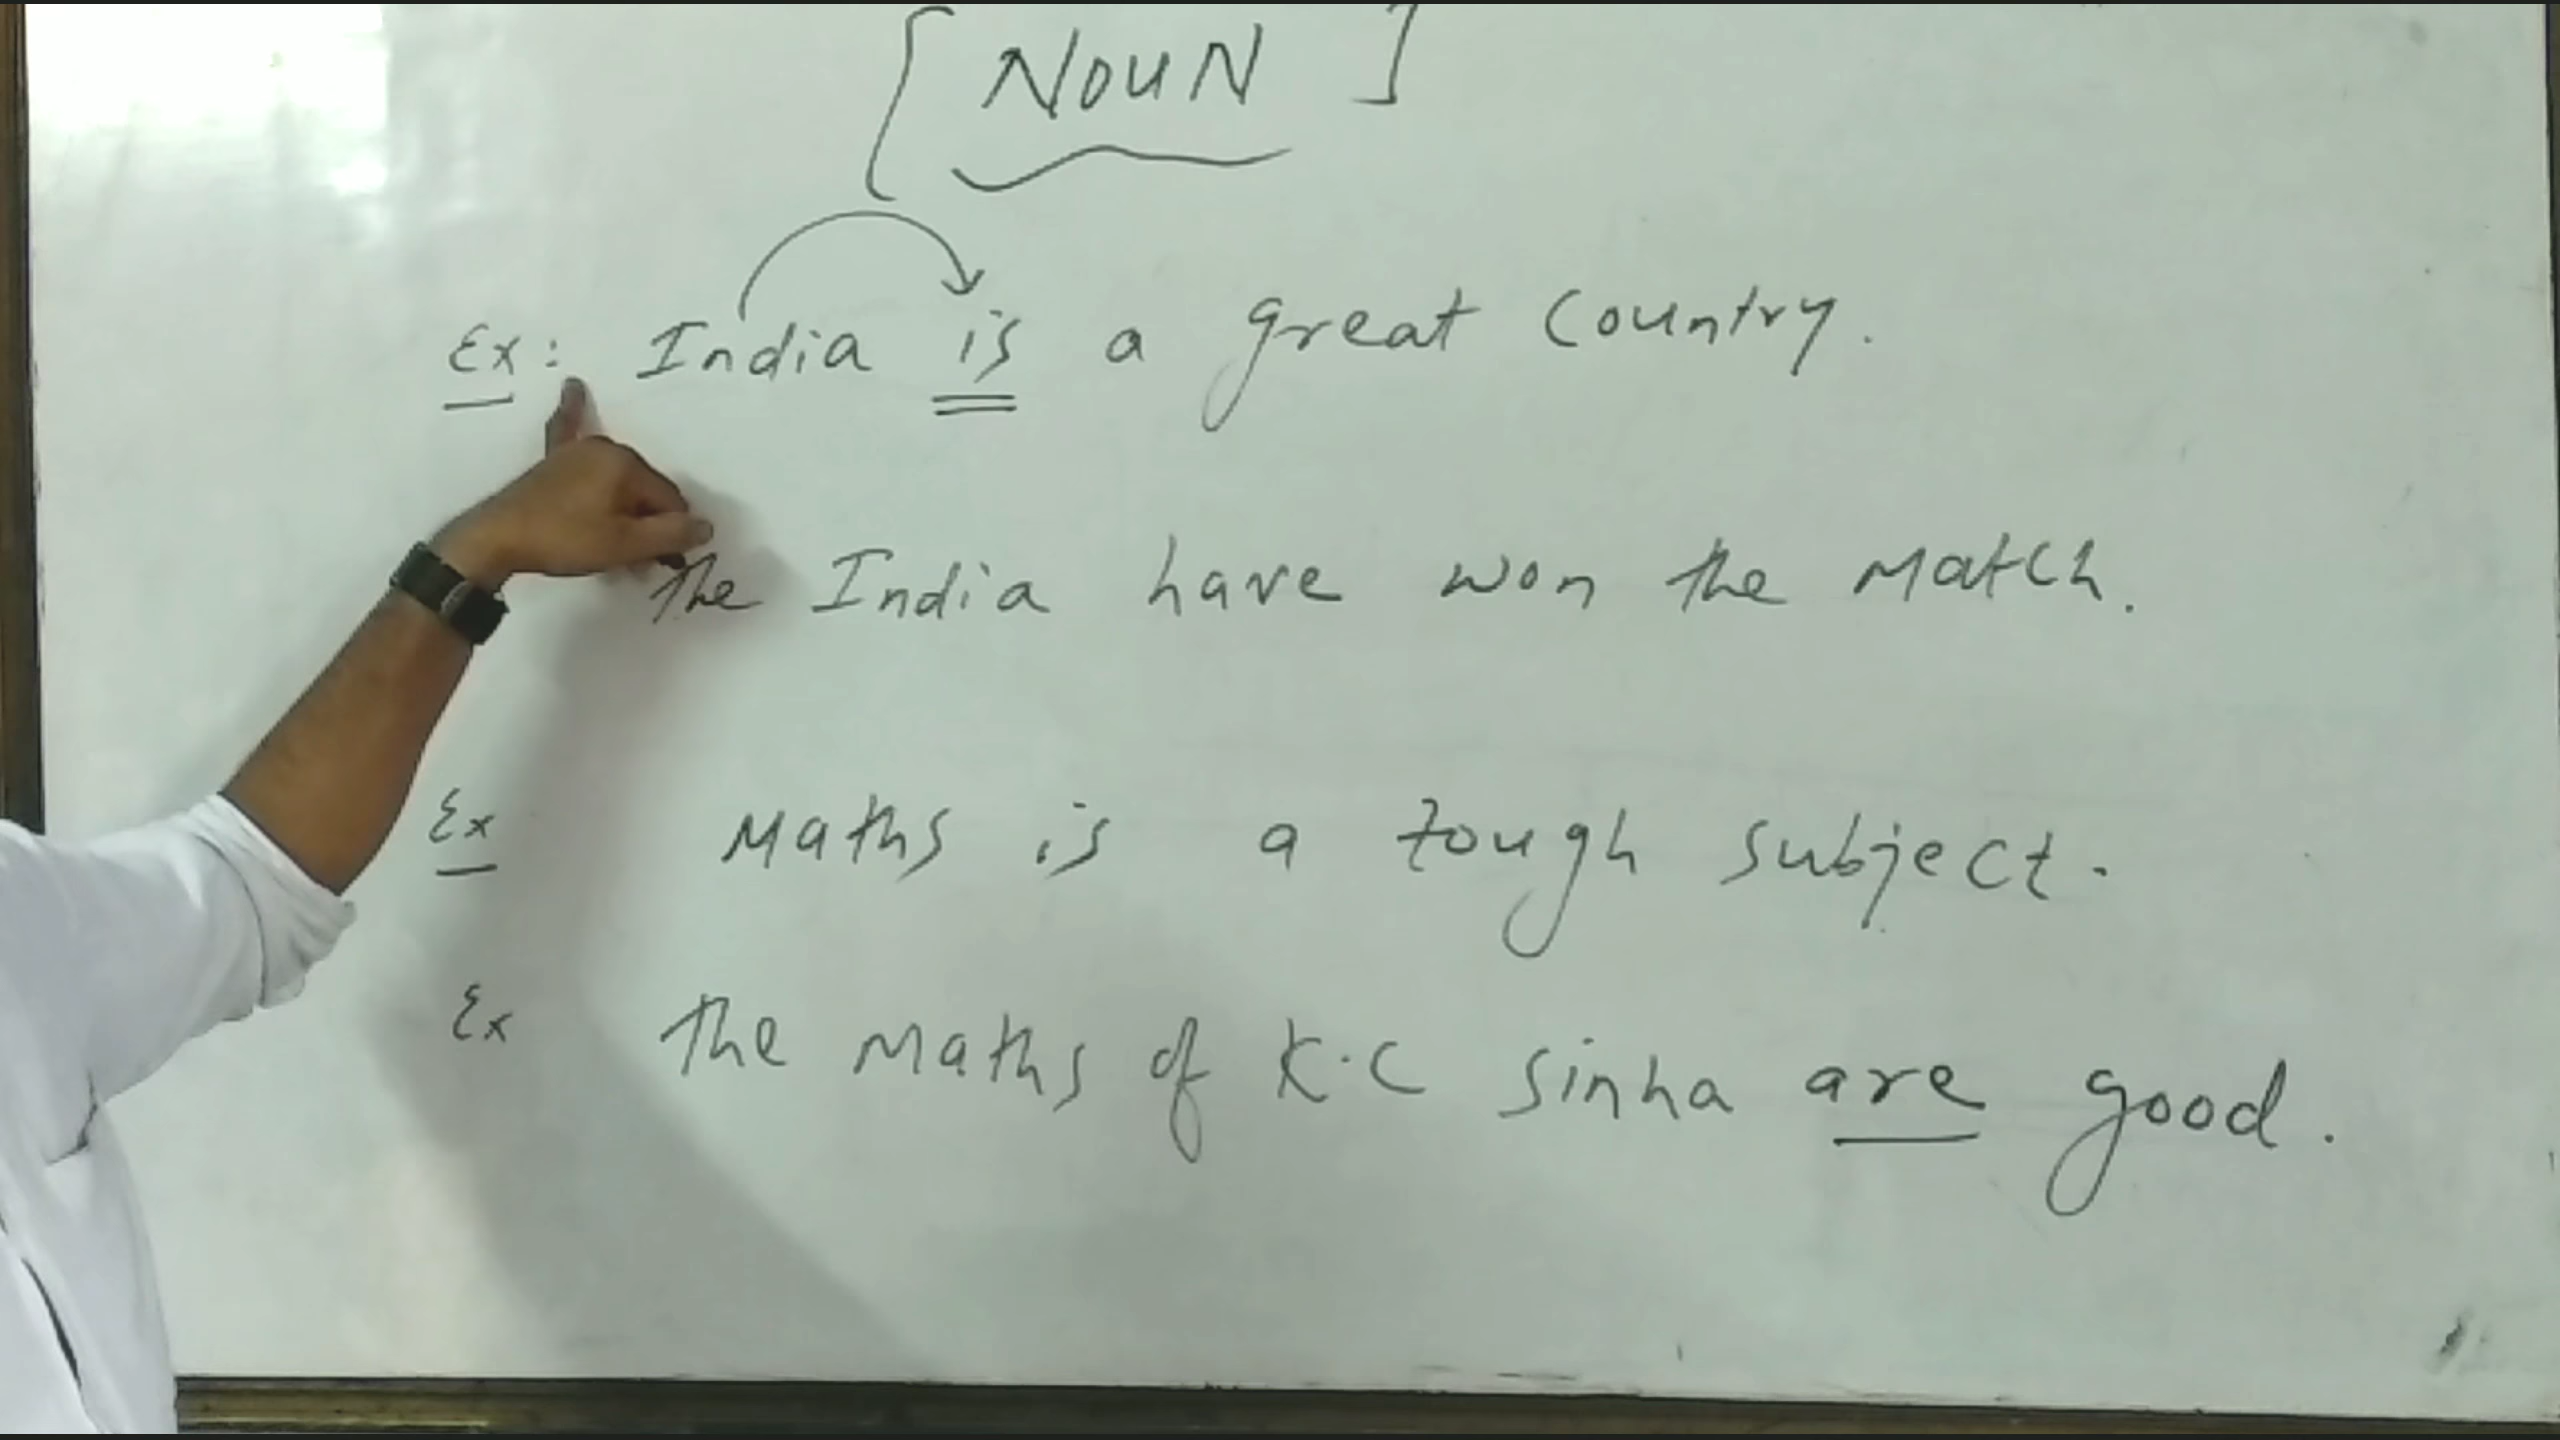 [NOUN]
Ex: India is a great Country.
The India have won the Match.
Ex Maths is a tough subject.
Ex The Maths of K.C Sinha are good.